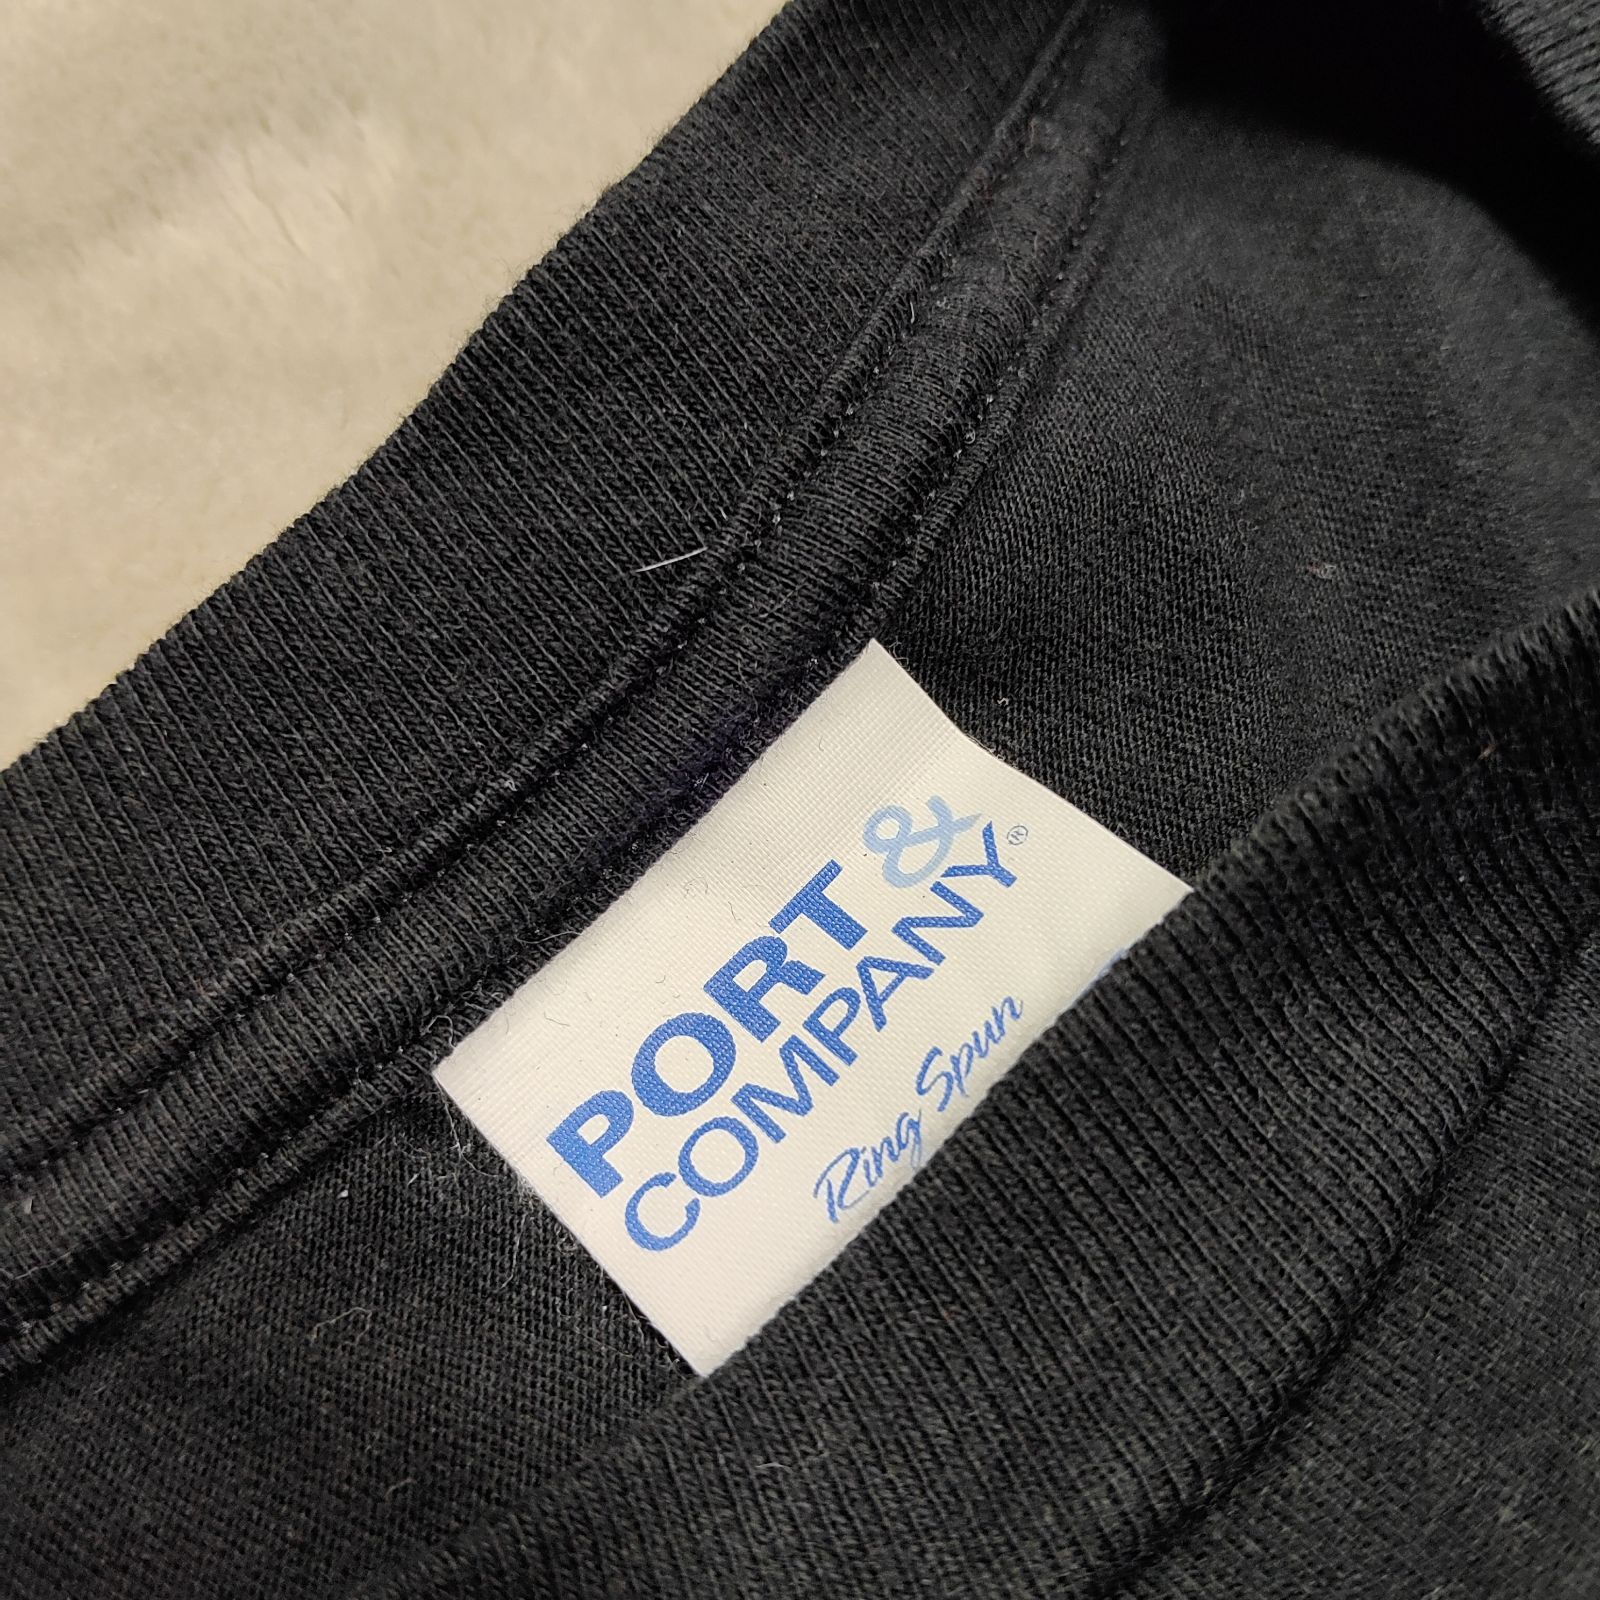 PORT &
COMPANY®
Ring Spun